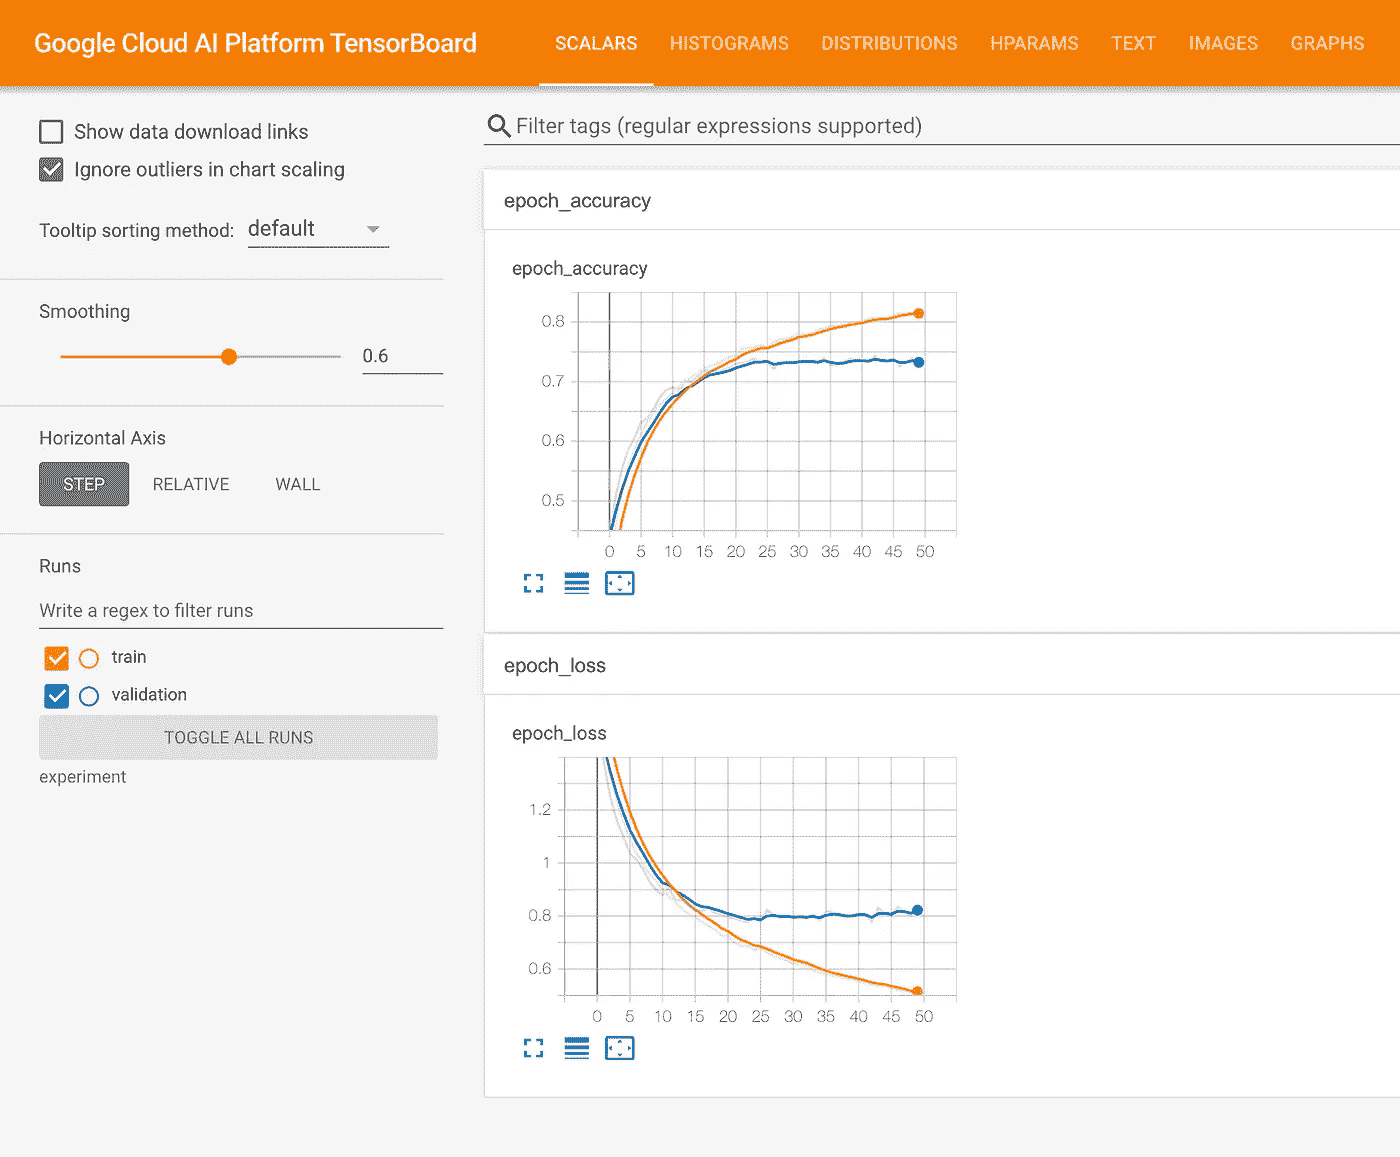 Google Cloud AI Platform TensorBoard
SCALARS HISTOGRAMS DISTRIBUTIONS HPARAMS TEXT IMAGES GRAPHS
Show data download links
Ignore outliers in chart scaling
Tooltip sorting method: default
Smoothing
0.6
Horizontal Axis
STEP RELATIVE WALL
Runs
Write a regex to filter runs
train
validation
TOGGLE ALL RUNS
experiment
Filter tags (regular expressions supported)
epoch_accuracy
epoch_accuracy
0.8
0.7
0.6
0.5
0 5 10 15 20 25 30 35 40 45 50
epoch_loss
epoch_loss
1.2
1
0.8
0.6
0 5 10 15 20 25 30 35 40 45 50